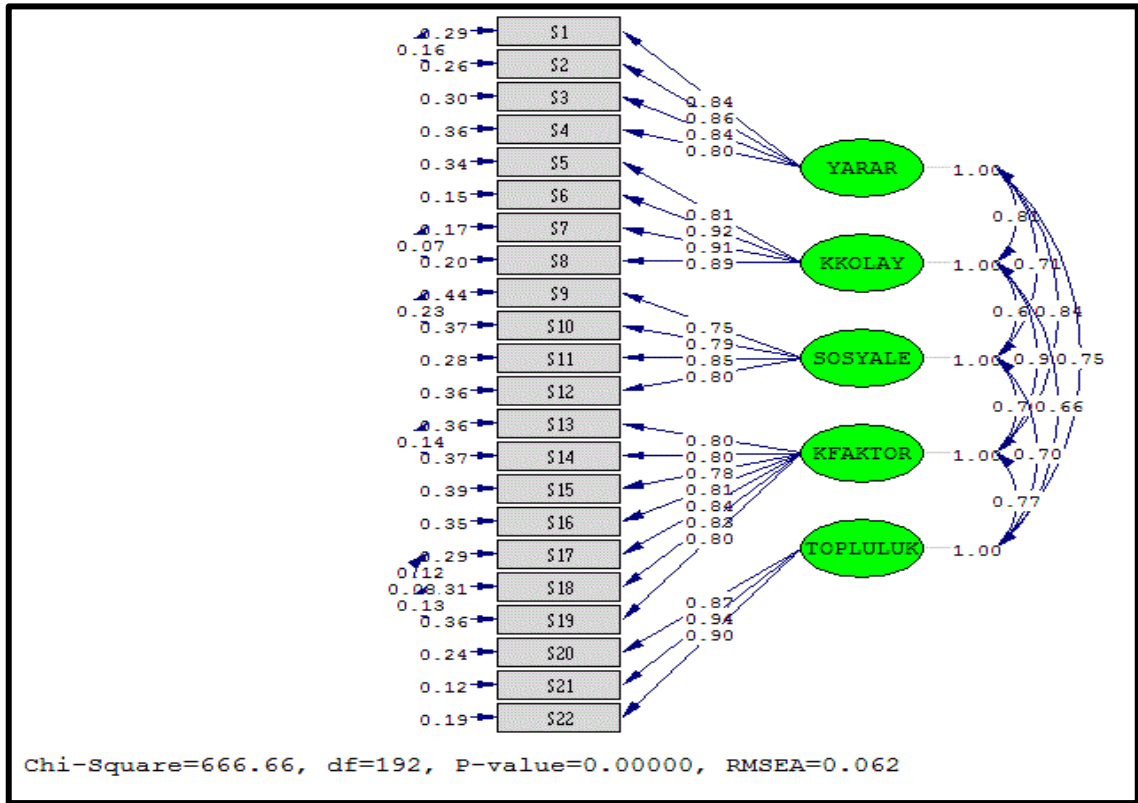 0.29 S1
0.16
0.26 S2
0.30 S3
0.36 S4
0.34 S5
0.15 S6
0.17 S7
0.07
0.20 S8
0.44 S9
0.23
0.37 S10
0.28 S11
0.36 S12
0.36 S13
0.14
0.37 S14
0.39 S15
0.35 S16
0.29 S17
0.12
0.08 0.31 S18
0.13
0.36 S19
0.24 S20
0.12 S21
0.19 S22
0.84
0.86
0.84
0.80
0.81
0.92
0.91
0.89
0.75
0.79
0.85
0.80
0.80
0.80
0.78
0.81
0.84
0.83
0.80
0.87
0.94
0.90
YARAR 1.00
KKOLAY 1.00
SOSYALE 1.00
KFAKTOR 1.00
TOPLULUK 1.00
0.71
0.84
0.75
0.66
0.70
0.77
Chi-Square=666.66, df=192, P-value=0.00000, RMSEA=0.062